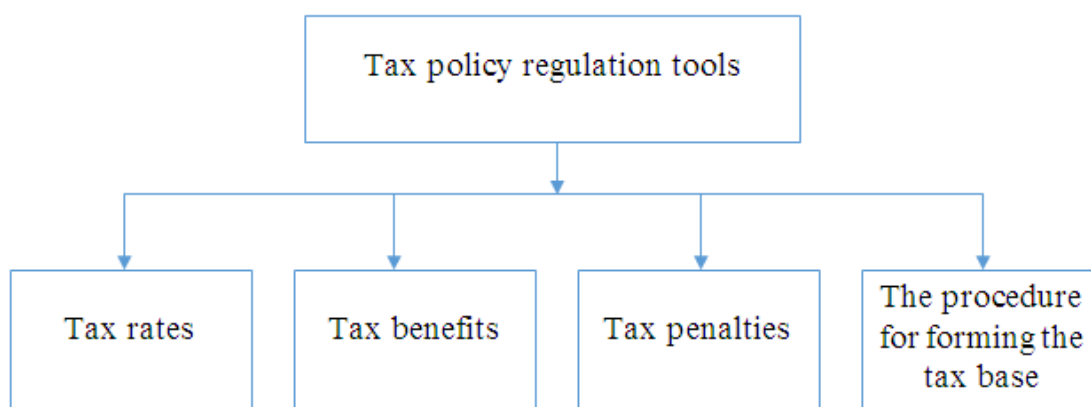 Tax policy regulation tools
Tax rates
Tax benefits
Tax penalties
The procedure
for forming the
tax base